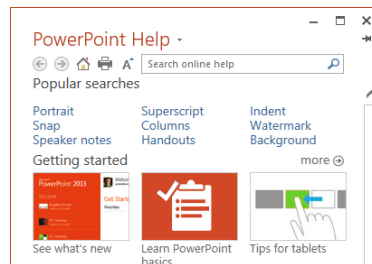 PowerPoint Help
Search online help
Popular searches
Portrait Superscript Indent
Snap Columns Watermark
Speaker notes Handouts Background
Getting started more
PowerPoint 2013
See what's new Learn PowerPoint basics Tips for tablets